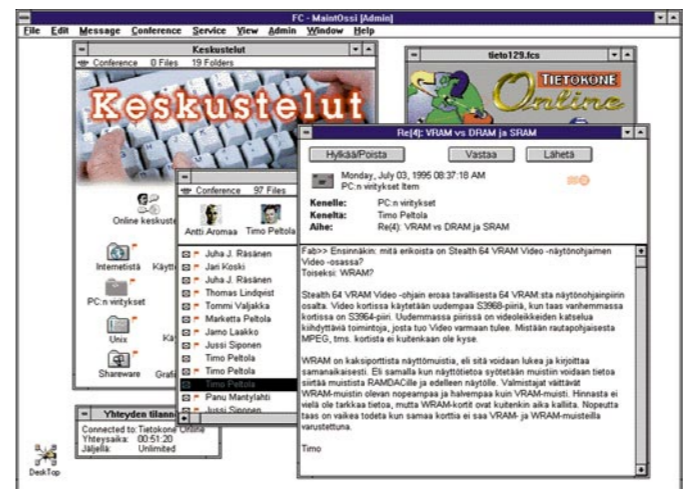 FC - MaintOssi [Admin]
File Edit Message Conference Service View Admin Window Help
Keskustelut
Conference 0 Files 19 Folders
Keskustelut
Online keskuste
Internetistä Käytt
PC:n viritykset
Unix Kä
Shareware Grafi
tieto129.fcs
TIETOKONE
Online
Conference 97 Files
Antti Aromaa Timo Peltola
Juha J. Räsänen
Jari Koski
Juha J. Räsänen
Thomas Lindqvist
Tommi Valjakka
Marketta Peltola
Jarno Laakko
Jussi Siponen
Timo Peltola
Timo Peltola
Timo Peltola
Panu Mäntylahti
Jussi Siponen
Re(4): VRAM vs DRAM ja SRAM
Hylkää/Poista Vastaa Lähetä
Monday, July 03, 1995 08:37:18 AM
PC:n viritykset Item
Kenelle: PC:n viritykset
Keneltä: Timo Peltola
Aihe: Re(4): VRAM vs DRAM ja SRAM
Fab>> Ensinnäkin: mitä erikoista on Stealth 64 VRAM Video -näytönohjaimen
Video -osassa?
Toiseksi: WRAM?
Stealth 64 VRAM Video -ohjain eroaa tavallisesta 64 VRAM:sta näytönohjainpiirin
osalta. Video kortissa käytetään uudempaa S3968-piiriä, kun taas vanhemmassa
kortissa on S3964-piiri. Uudemmassa piirissä on videoleikkeiden katselua
kiihdyttäviä toimintoja, josta tuo Video varmaan tulee. Mistään rautapohjaisesta
MPEG, tms. kortista ei kuitenkaan ole kyse.
WRAM on kaksiporttista näyttömuistia, eli sitä voidaan lukea ja kirjoittaa
samanaikaisesti. Eli samalla kun näyttötietoa syötetään muistiin voidaan tietoa
siirtää muistista RAMDACille ja edelleen näytölle. Valmistajat väittävät
WRAM-muistin olevan nopeampaa ja halvempaa kuin VRAM-muisti. Hinnasta ei
vielä ole tarkkaa tietoa, mutta WRAM-kortit ovat kuitenkin aika kalliita. Nopeutta
taas on vaikea todeta kun samaa korttia ei saa VRAM- ja WRAM-muisteilla
varustettuna.
Timo
Yhteyden tilanne
Connected to: Tietokone Online
Yhteysaika: 00:51:20
Jäljellä: Unlimited
DeskTop